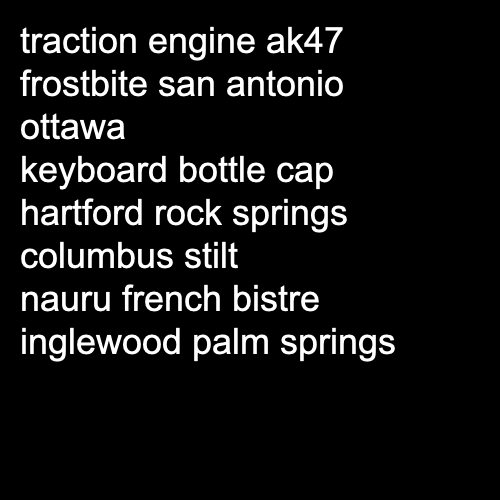 traction engine ak47
frostbite san antonio
ottawa
keyboard bottle cap
hartford rock springs
columbus stilt
nauru french bistre
inglewood palm springs